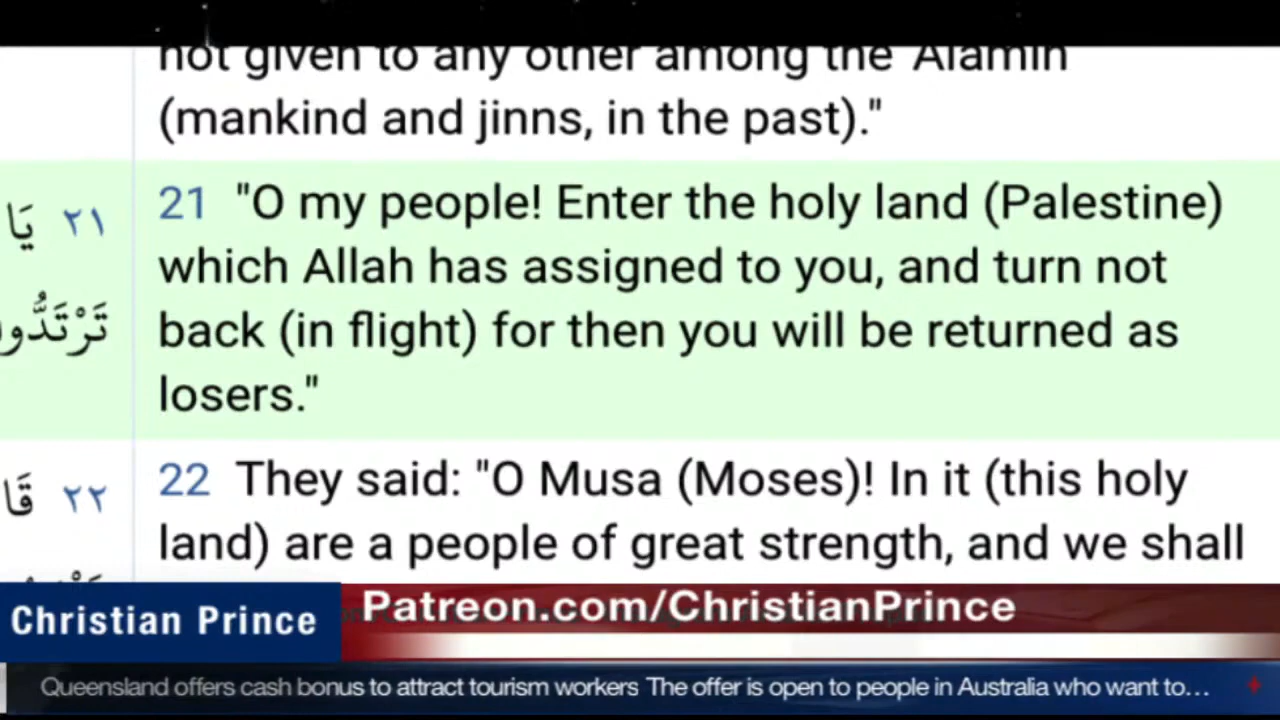 not given to any other among the 'Alamin
(mankind and jinns, in the past)."
٢١ يَا
21 "O my people! Enter the holy land (Palestine)
which Allah has assigned to you, and turn not
back (in flight) for then you will be returned as
losers."
٢٢ قَا
22 They said: "O Musa (Moses)! In it (this holy
land) are a people of great strength, and we shall
Christian Prince
Patreon.com/ChristianPrince
Queensland offers cash bonus to attract tourism workers The offer is open to people in Australia who want to...